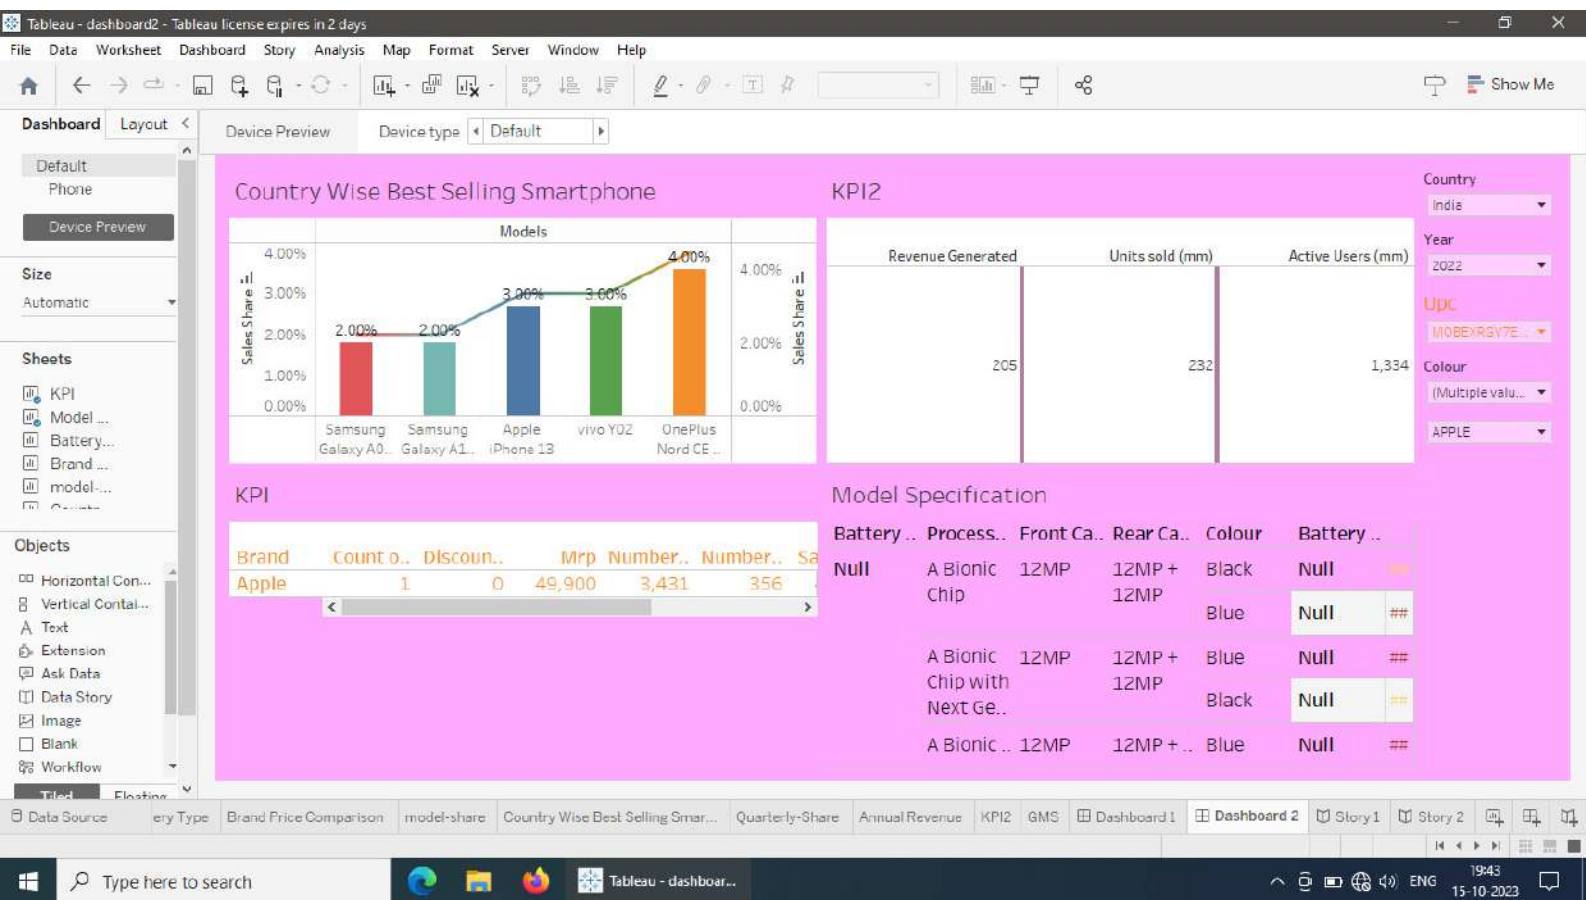 Tableau - dashboard2 - Tableau license expires in 2 days
File Data Worksheet Dashboard Story Analysis Map Format Server Window Help
Show Me
Dashboard Layout
Device Preview Device type Default
Default
Phone
Device Preview
Size
Automatic
Sheets
KPI
Model ...
Battery...
Brand ...
model-...
Objects
Horizontal Con...
Vertical Contai...
Text
Extension
Ask Data
Data Story
Image
Blank
Workflow
Tiled Floating
Country Wise Best Selling Smartphone
Models
4.00%
3.00%
2.00%
1.00%
0.00%
Sales Share
2.00% 2.00% 3.00% 3.00% 4.00%
4.00%
2.00%
0.00%
Sales Share
Samsung Galaxy A0.. Samsung Galaxy A1.. Apple iPhone 13 vivo Y02 OnePlus Nord CE ..
KPI2
Revenue Generated Units sold (mm) Active Users (mm)
205 232 1,334
Country
India
Year
2022
Upc
MOBEXRGV7E...
Colour
(Multiple valu...
APPLE
KPI
Brand Count o.. Discoun.. Mrp Number.. Number.. Sa
Apple 1 0 49,900 3,431 356
Model Specification
Battery .. Process.. Front Ca.. Rear Ca.. Colour Battery ..
Null A Bionic Chip 12MP 12MP + 12MP Black Null ##
Blue Null ##
A Bionic Chip with Next Ge.. 12MP 12MP + 12MP Blue Null ##
Black Null ##
A Bionic .. 12MP 12MP + .. Blue Null ##
Data Source ery Type Brand Price Comparison model-share Country Wise Best Selling Smar... Quarterly-Share Annual Revenue KPI2 GMS Dashboard 1 Dashboard 2 Story 1 Story 2
Type here to search
Tableau - dashboar...
ENG
19:43
15-10-2023